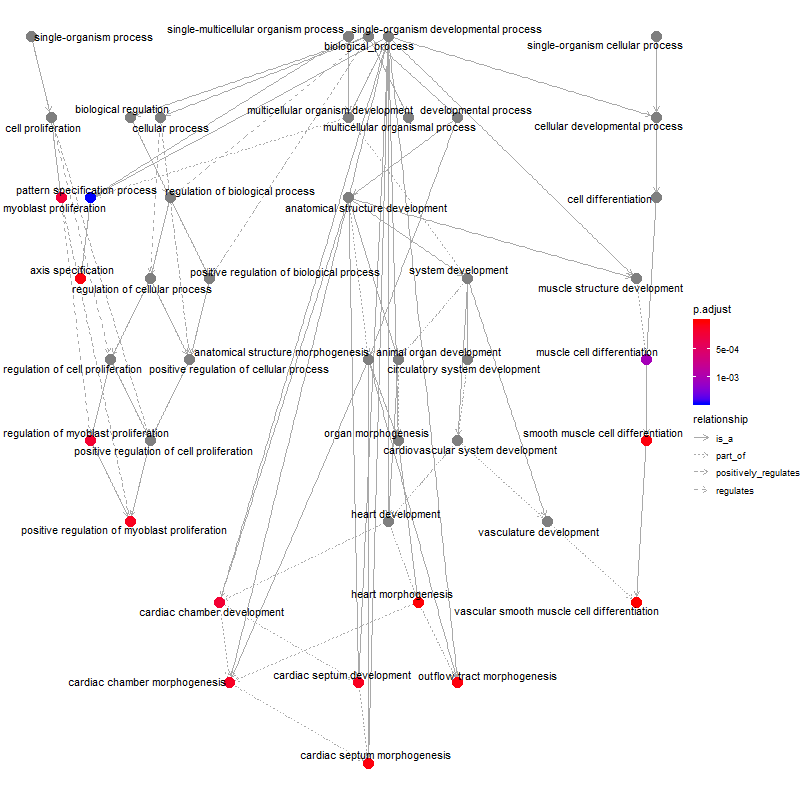 single-multicellular organism process
single-organism developmental process
single-organism process
biological_process
single-organism cellular process
biological regulation
multicellular organism development
developmental process
cell proliferation
cellular process
multicellular organismal process
cellular developmental process
pattern specification process
regulation of biological process
cell differentiation
myoblast proliferation
anatomical structure development
axis specification
positive regulation of biological process
system development
regulation of cellular process
muscle structure development
p.adjust
5e-04
1e-03
anatomical structure morphogenesis
animal organ development
muscle cell differentiation
regulation of cell proliferation
positive regulation of cellular process
circulatory system development
relationship
is_a
part_of
positively_regulates
regulates
regulation of myoblast proliferation
organ morphogenesis
smooth muscle cell differentiation
positive regulation of cell proliferation
cardiovascular system development
heart development
positive regulation of myoblast proliferation
vasculature development
heart morphogenesis
cardiac chamber development
vascular smooth muscle cell differentiation
cardiac septum development
outflow tract morphogenesis
cardiac chamber morphogenesis
cardiac septum morphogenesis